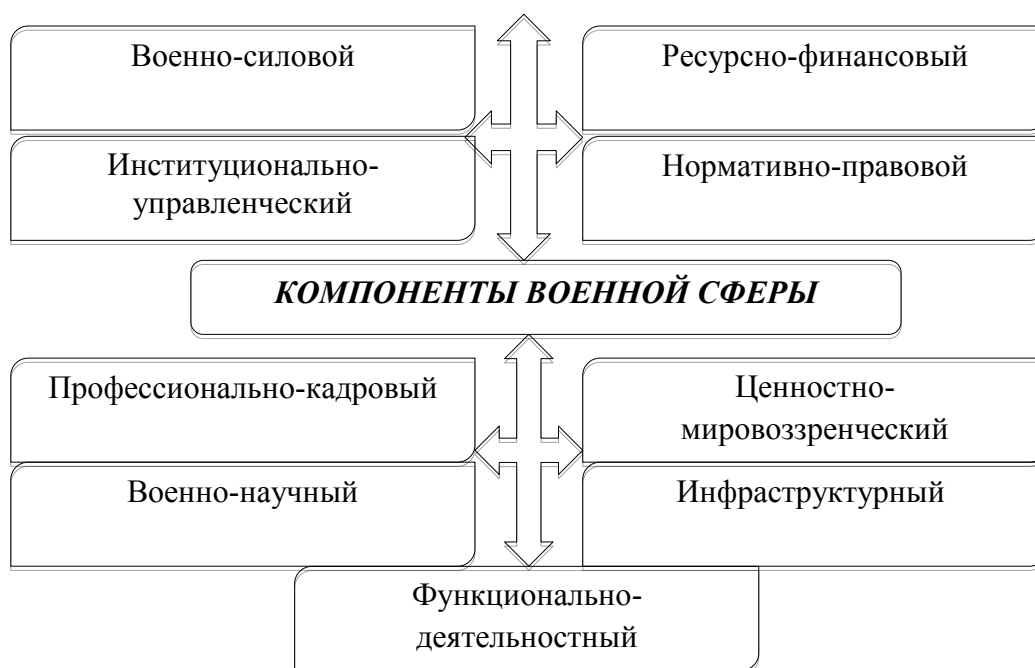 Военно-силовой
Ресурсно-финансовый
Институционально-
управленческий
Нормативно-правовой
КОМПОНЕНТЫ ВОЕННОЙ СФЕРЫ
Профессионально-кадровый
Ценностно-
мировоззренческий
Военно-научный
Инфраструктурный
Функционально-
деятельностный